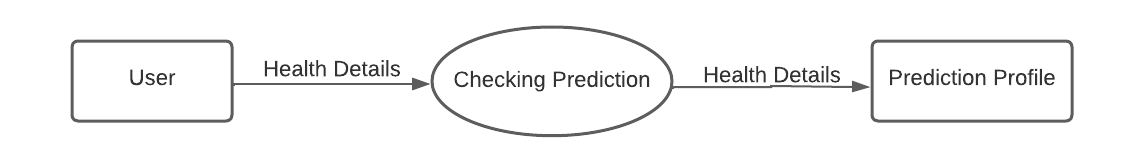 User
Health Details
Checking Prediction
Health Details
Prediction Profile